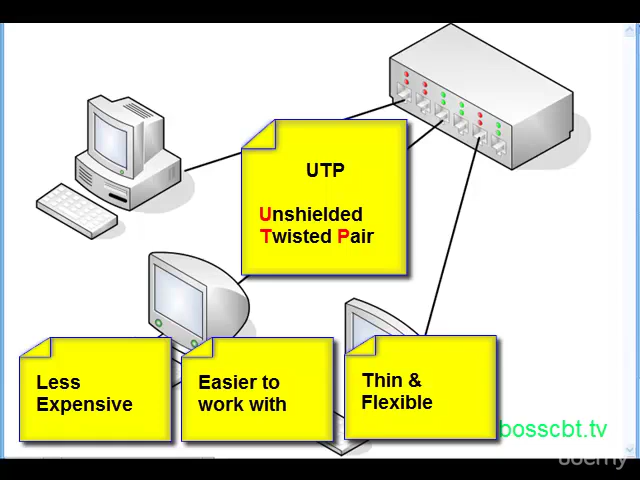 UTP
Unshielded
Twisted Pair
Less
Expensive
Easier to
work with
Thin &
Flexible
bosscbt.tv
udemy